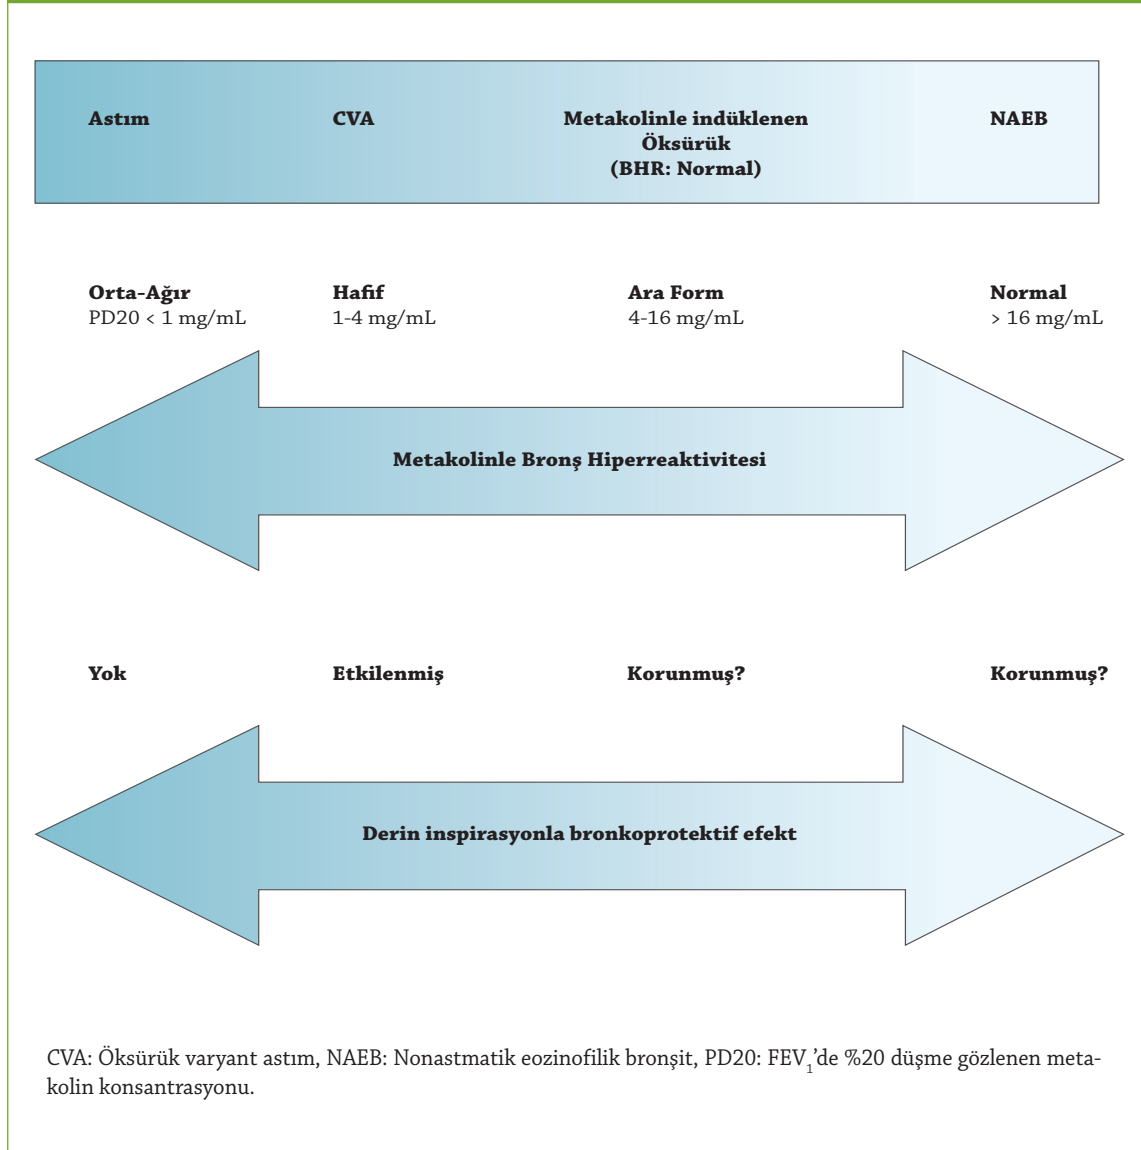 Astım CVA Metakolinle indüklenen NAEB
Öksürük
(BHR: Normal)
Orta-Ağır Hafif Ara Form Normal
PD20 < 1 mg/mL 1-4 mg/mL 4-16 mg/mL > 16 mg/mL
Metakolinle Bronş Hiperreaktivitesi
Yok Etkilenmiş Korunmuş? Korunmuş?
Derin inspirasyonla bronkoprotektif efekt
CVA: Öksürük varyant astım, NAEB: Nonastmatik eozinofilik bronşit, PD20: FEV₁’de %20 düşme gözlenen meta-
kolin konsantrasyonu.